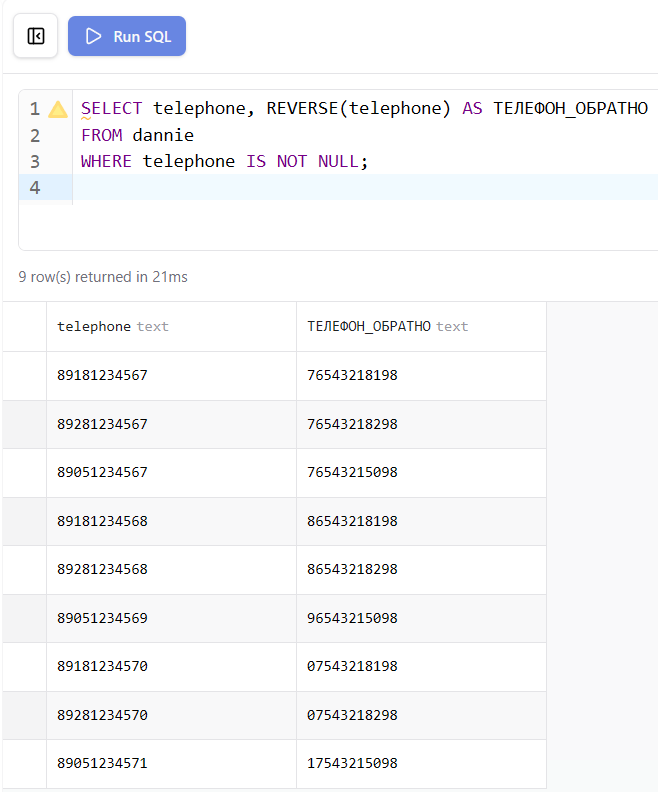 Run SQL
1 SELECT telephone, REVERSE(telephone) AS ТЕЛЕФОН_ОБРАТНО
2 FROM dannie
3 WHERE telephone IS NOT NULL;
4
9 row(s) returned in 21ms
telephone text ТЕЛЕФОН_ОБРАТНО text
89181234567 76543218198
89281234567 76543218298
89051234567 76543215098
89181234568 86543218198
89281234568 86543218298
89051234569 96543215098
89181234570 07543218198
89281234570 07543218298
89051234571 17543215098